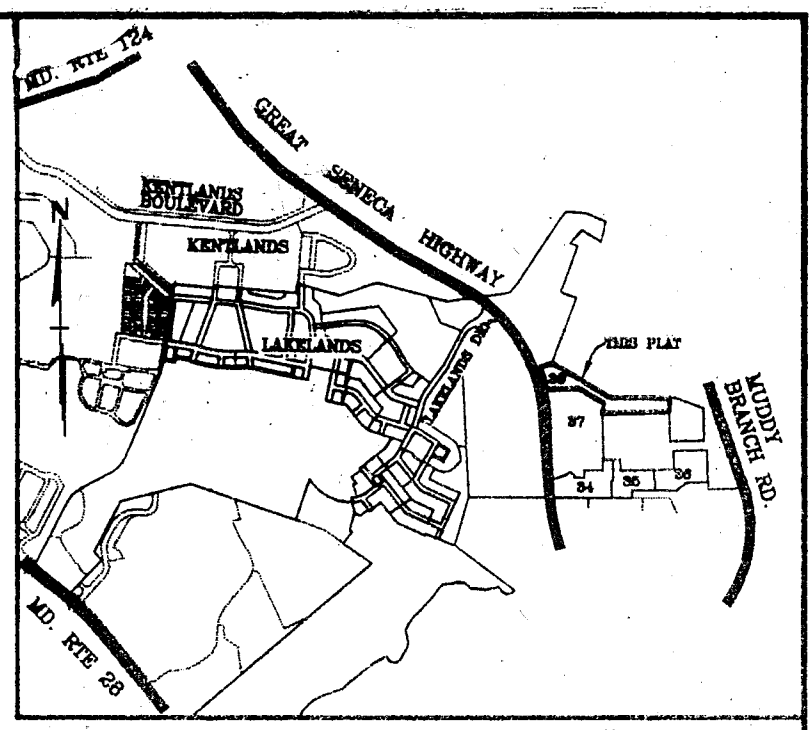 MD. RTE 124
GREAT SENECA HIGHWAY
KENTLANDS
BOULEVARD
N
KENTLANDS
LAKELANDS
LAKELANDS DR.
THIS PLAT
MUDDY
BRANCH RD.
37
34
35
36
MD. RTE 28